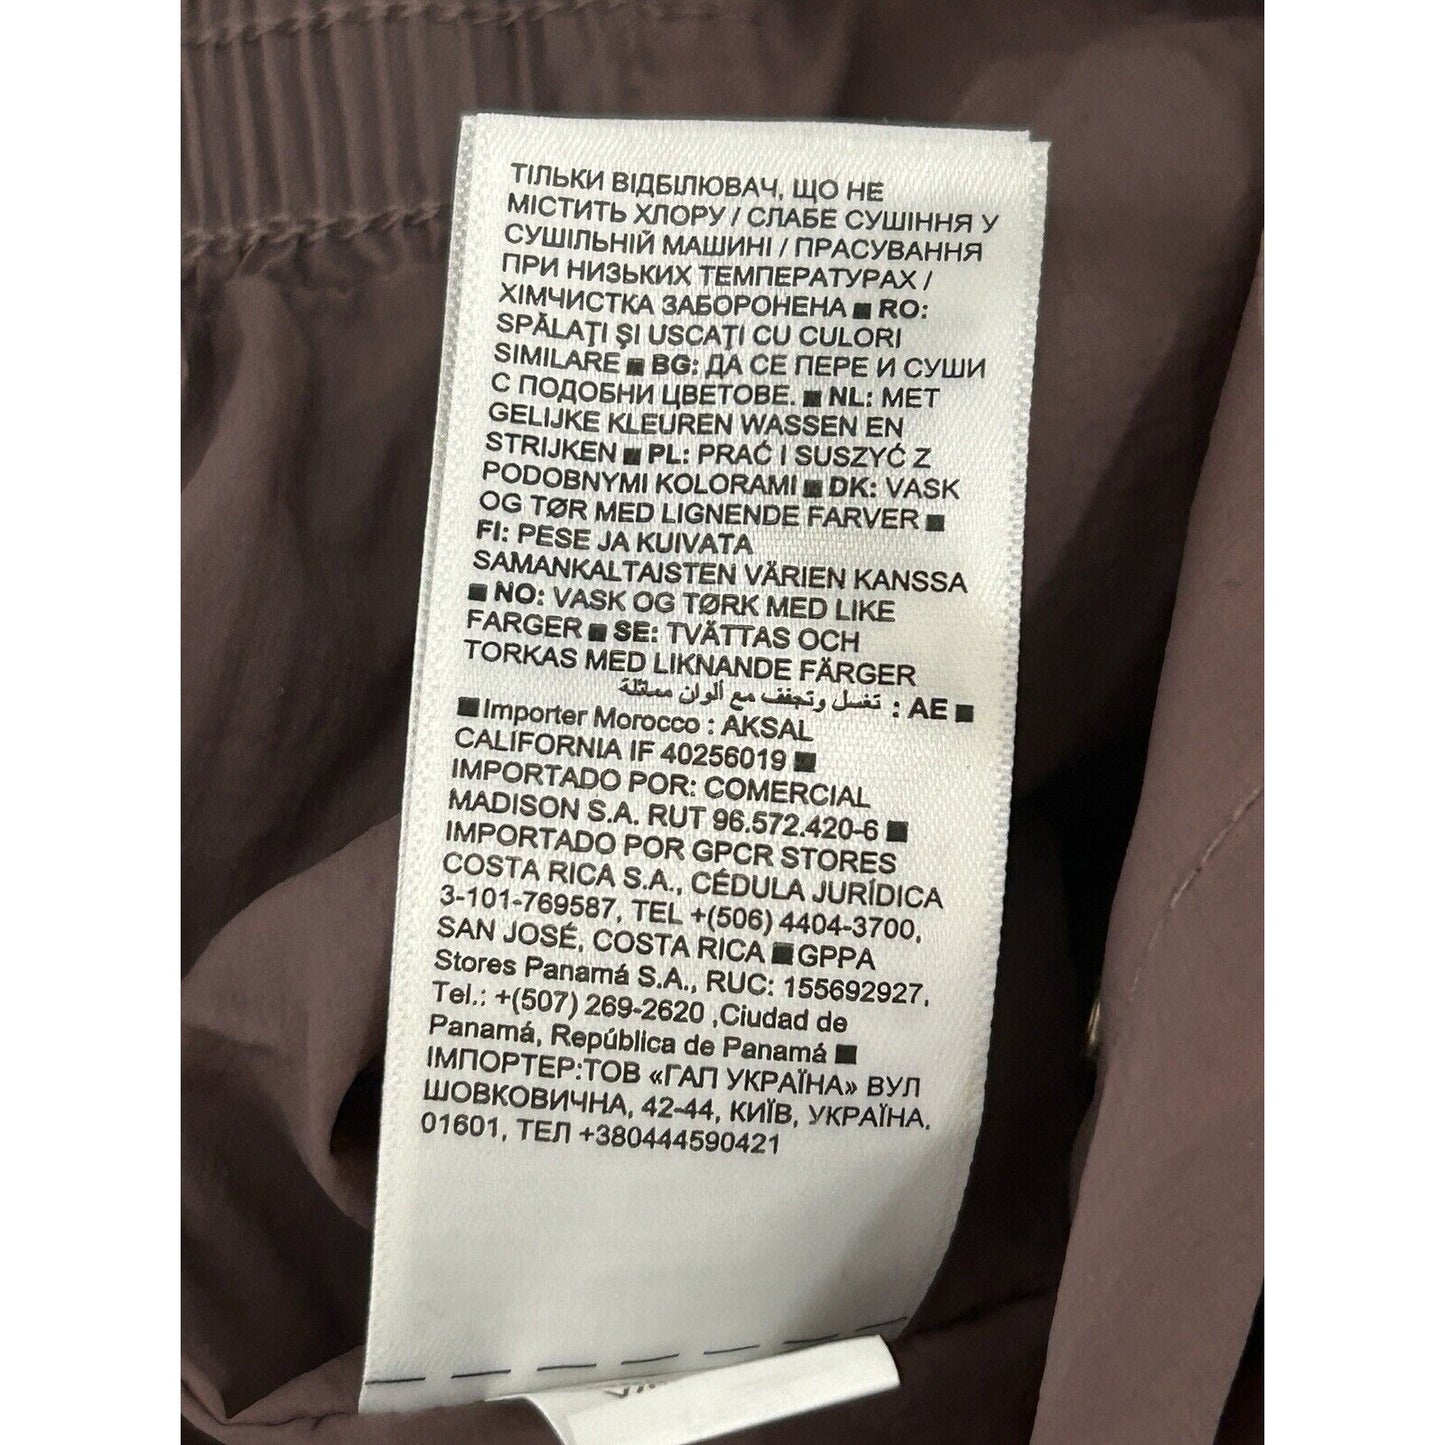 ТІЛЬКИ ВІДБІЛЮВАЧ, ЩО НЕ
МІСТИТЬ ХЛОРУ / СЛАБЕ СУШІННЯ У
СУШІЛЬНІЙ МАШИНІ / ПРАСУВАННЯ
ПРИ НИЗЬКИХ ТЕМПЕРАТУРАХ /
ХІМЧИСТКА ЗАБОРОНЕНА ■ RO:
SPĂLAŢI ŞI USCAŢI CU CULORI
SIMILARE ■ BG: ДА СЕ ПЕРЕ И СУШИ
С ПОДОБНИ ЦВЕТОВЕ. ■ NL: MET
GELIJKE KLEUREN WASSEN EN
STRIJKEN ■ PL: PRAĆ I SUSZYĆ Z
PODOBNYMI KOLORAMI ■ DK: VASK
OG TØR MED LIGNENDE FARVER ■
FI: PESE JA KUIVATA
SAMANKALTAISTEN VÄRIEN KANSSA
■ NO: VASK OG TØRK MED LIKE
FARGER ■ SE: TVÄTTAS OCH
TORKAS MED LIKNANDE FÄRGER
■ AE : تغسل وتجفف مع ألوان مماثلة
■Importer Morocco : AKSAL
CALIFORNIA IF 40256019 ■
IMPORTADO POR: COMERCIAL
MADISON S.A. RUT 96.572.420-6 ■
IMPORTADO POR GPCR STORES
COSTA RICA S.A., CÉDULA JURÍDICA
3-101-769587, TEL +(506) 4404-3700,
SAN JOSÉ, COSTA RICA ■GPPA
Stores Panamá S.A., RUC: 155692927,
Tel.: +(507) 269-2620 ,Ciudad de
Panamá, República de Panamá ■
ІМПОРТЕР:ТОВ «ГАП УКРАЇНА» ВУЛ
ШОВКОВИЧНА, 42-44, КИЇВ, УКРАЇНА,
01601, ТЕЛ +380444590421